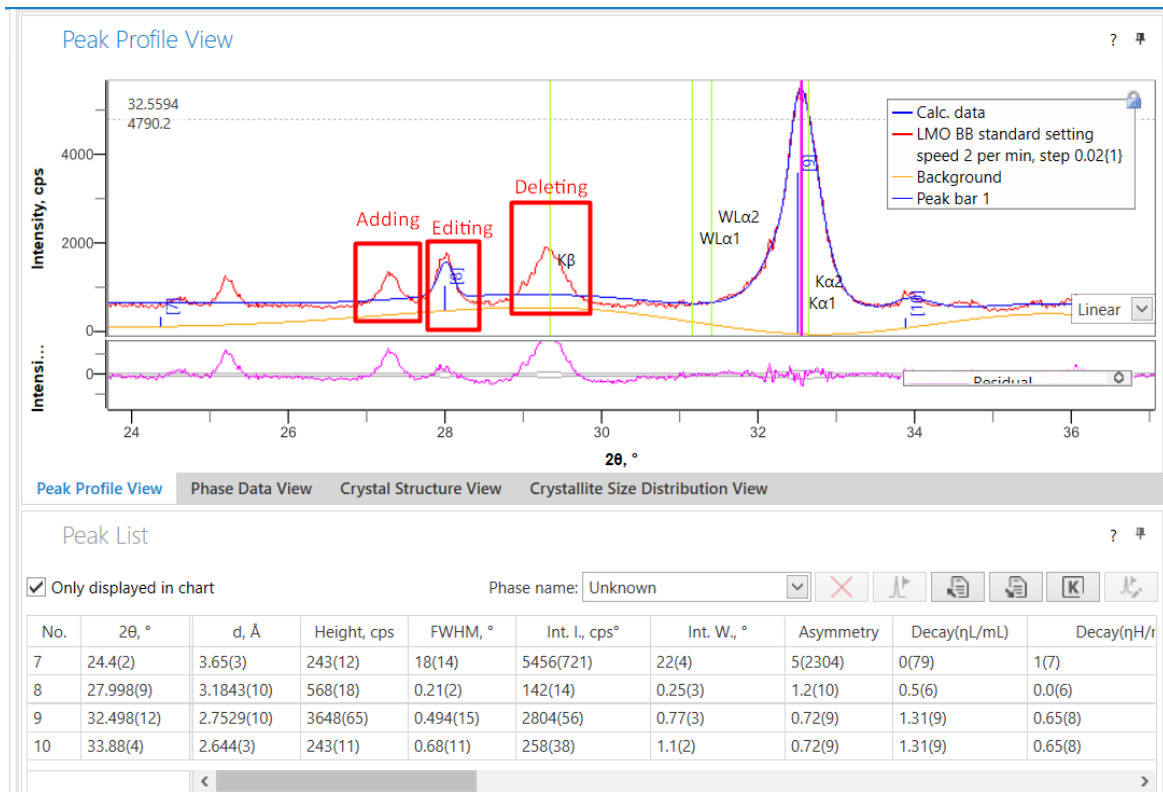 Peak Profile View
?
32.5594
4790.2
Calc. data
LMO BB standard setting
speed 2 per min, step 0.02{1}
Background
Peak bar 1
Intensity, cps
4000
2000
0
Adding
Editing
Deleting
Kβ
WLα2
WLα1
Kα2
Kα1
[7]
[8]
[9]
[10]
Linear
Intensi...
0
Residual
24 26 28 30 32 34 36
2θ, °
Peak Profile View Phase Data View Crystal Structure View Crystallite Size Distribution View
Peak List
?
Only displayed in chart Phase name: Unknown K
No. 2θ, ° d, Å Height, cps FWHM, ° Int. I., cps° Int. W., ° Asymmetry Decay(ηL/mL) Decay(ηH/r
7 24.4(2) 3.65(3) 243(12) 18(14) 5456(721) 22(4) 5(2304) 0(79) 1(7)
8 27.998(9) 3.1843(10) 568(18) 0.21(2) 142(14) 0.25(3) 1.2(10) 0.5(6) 0.0(6)
9 32.498(12) 2.7529(10) 3648(65) 0.494(15) 2804(56) 0.77(3) 0.72(9) 1.31(9) 0.65(8)
10 33.88(4) 2.644(3) 243(11) 0.68(11) 258(38) 1.1(2) 0.72(9) 1.31(9) 0.65(8)